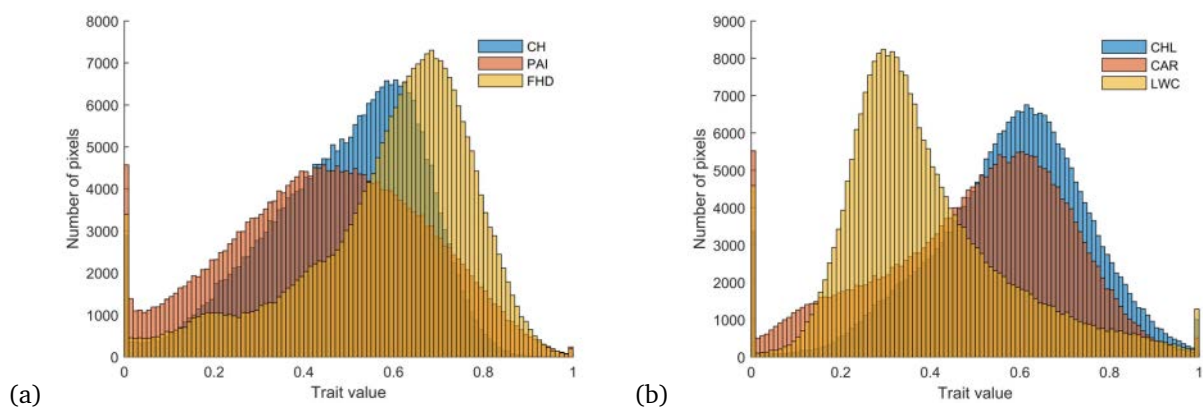 8000
7000
6000
5000
4000
3000
2000
1000
0
Number of pixels
CH
PAI
FHD
0 0.2 0.4 0.6 0.8 1
Trait value
(a)
9000
8000
7000
6000
5000
4000
3000
2000
1000
0
Number of pixels
CHL
CAR
LWC
0 0.2 0.4 0.6 0.8 1
Trait value
(b)